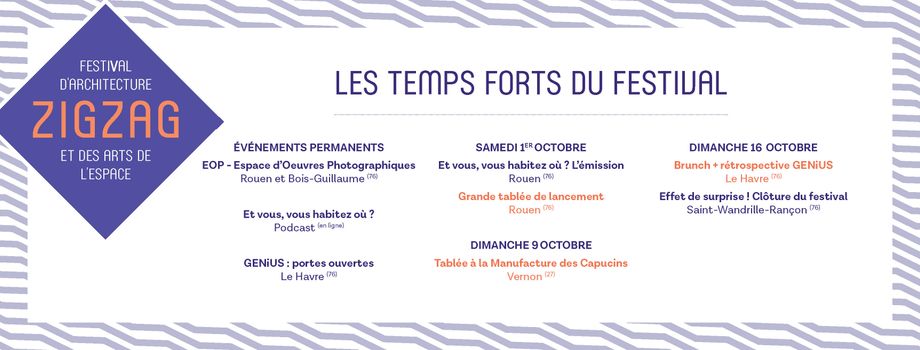 FESTIVAL
D'ARCHITECTURE
ZIGZAG
ET DES ARTS DE
L'ESPACE
LES TEMPS FORTS DU FESTIVAL
ÉVÉNEMENTS PERMANENTS
EOP - Espace d'Oeuvres Photographiques
Rouen et Bois-Guillaume (76)
Et vous, vous habitez où ?
Podcast (en ligne)
GENiUS : portes ouvertes
Le Havre (76)
SAMEDI 1ER OCTOBRE
Et vous, vous habitez où ? L'émission
Rouen (76)
Grande tablée de lancement
Rouen (76)
DIMANCHE 9 OCTOBRE
Tablée à la Manufacture des Capucins
Vernon (27)
DIMANCHE 16 OCTOBRE
Brunch + rétrospective GENiUS
Le Havre (76)
Effet de surprise ! Clôture du festival
Saint-Wandrille-Rançon (76)